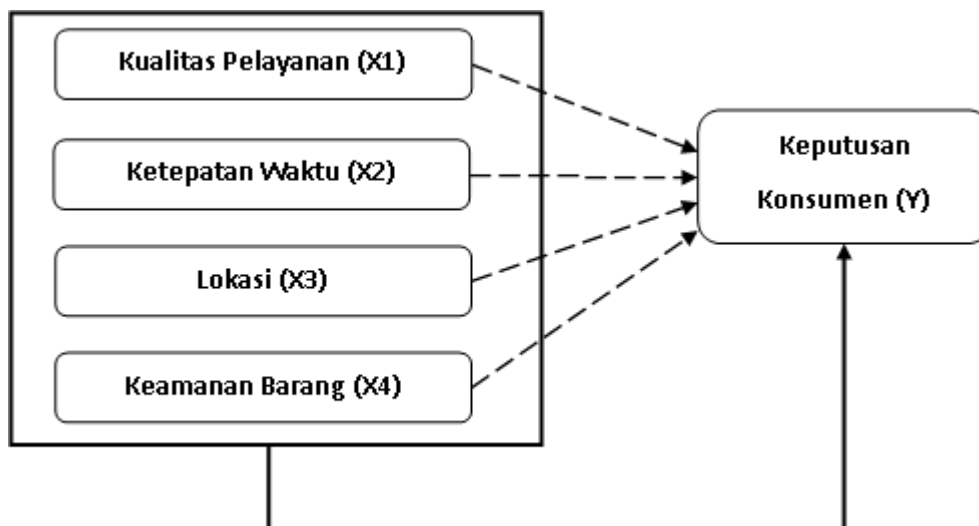 Kualitas Pelayanan (X1)
Ketepatan Waktu (X2)
Lokasi (X3)
Keamanan Barang (X4)
Keputusan
Konsumen (Y)